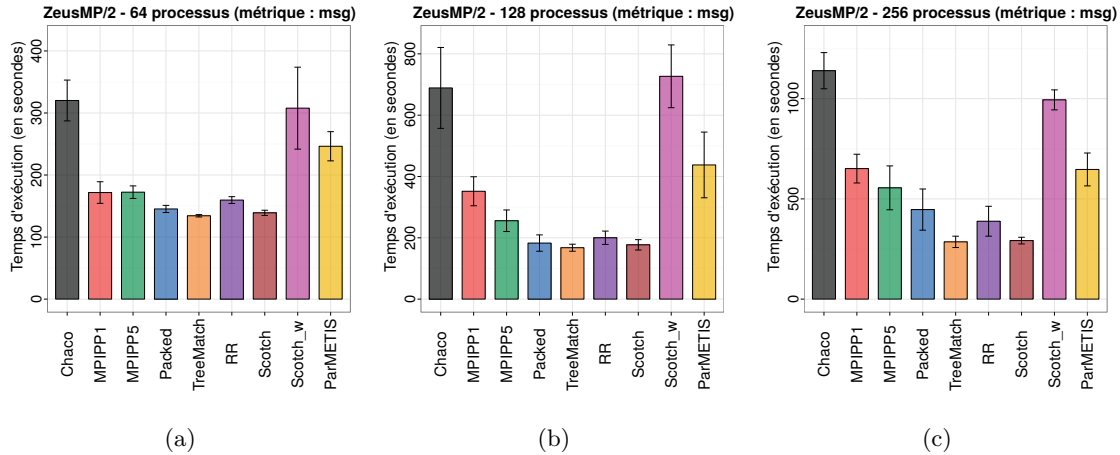 ZeusMP/2 - 64 processus (métrique : msg)
Temps d'exécution (en secondes)
400
300
200
100
0
Chaco
MPIPP1
MPIPP5
Packed
TreeMatch
RR
Scotch
Scotch_w
ParMETIS
(a)
ZeusMP/2 - 128 processus (métrique : msg)
Temps d'exécution (en secondes)
800
600
400
200
0
Chaco
MPIPP1
MPIPP5
Packed
TreeMatch
RR
Scotch
Scotch_w
ParMETIS
(b)
ZeusMP/2 - 256 processus (métrique : msg)
Temps d'exécution (en secondes)
1000
500
0
Chaco
MPIPP1
MPIPP5
Packed
TreeMatch
RR
Scotch
Scotch_w
ParMETIS
(c)